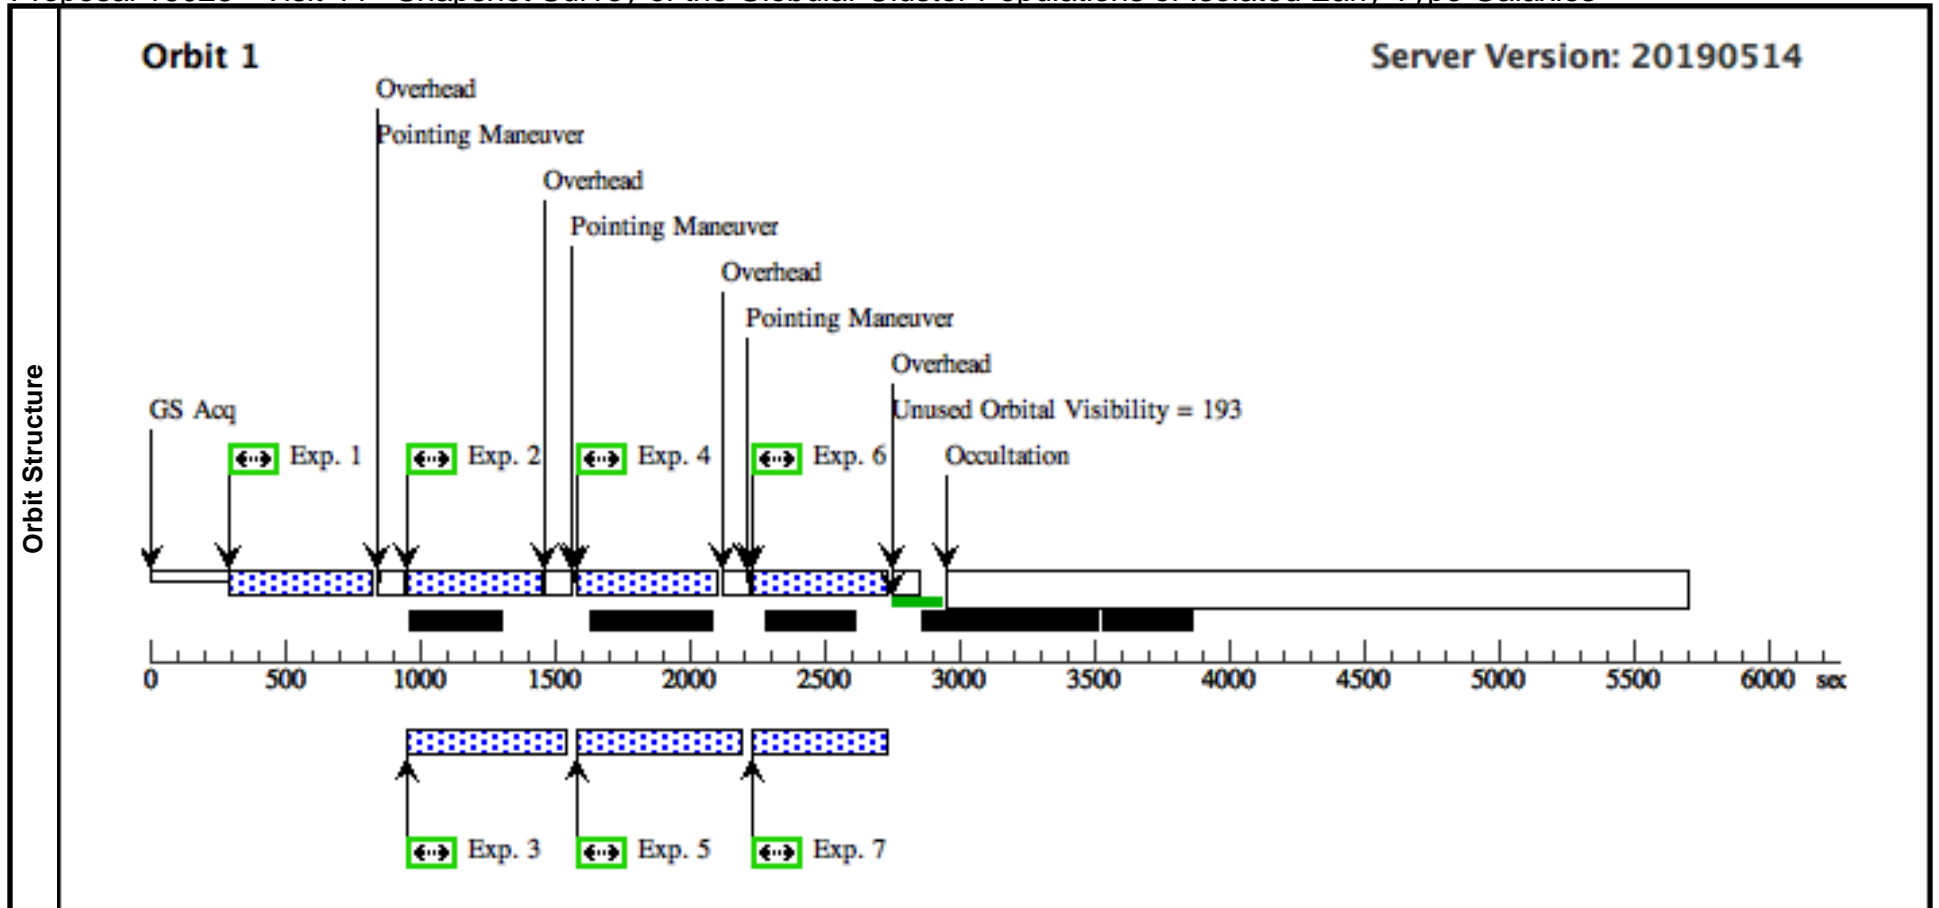 Orbit 1
Server Version: 20190514
Overhead
Pointing Maneuver
Overhead
Pointing Maneuver
Overhead
Pointing Maneuver
Overhead
GS Acq
Unused Orbital Visibility = 193
Exp. 1
Exp. 2
Exp. 4
Exp. 6
Occultation
Orbit Structure
0 500 1000 1500 2000 2500 3000 3500 4000 4500 5000 5500 6000 sec
Exp. 3
Exp. 5
Exp. 7